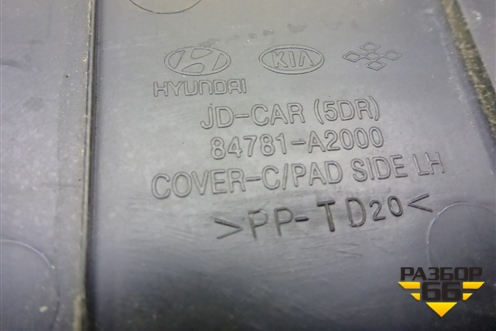 HYUNDAI KIA
JD-CAR (5DR)
84781-A2000
COVER-C/PAD SIDE LH
>PP-TD20<
РАЗБОР
66